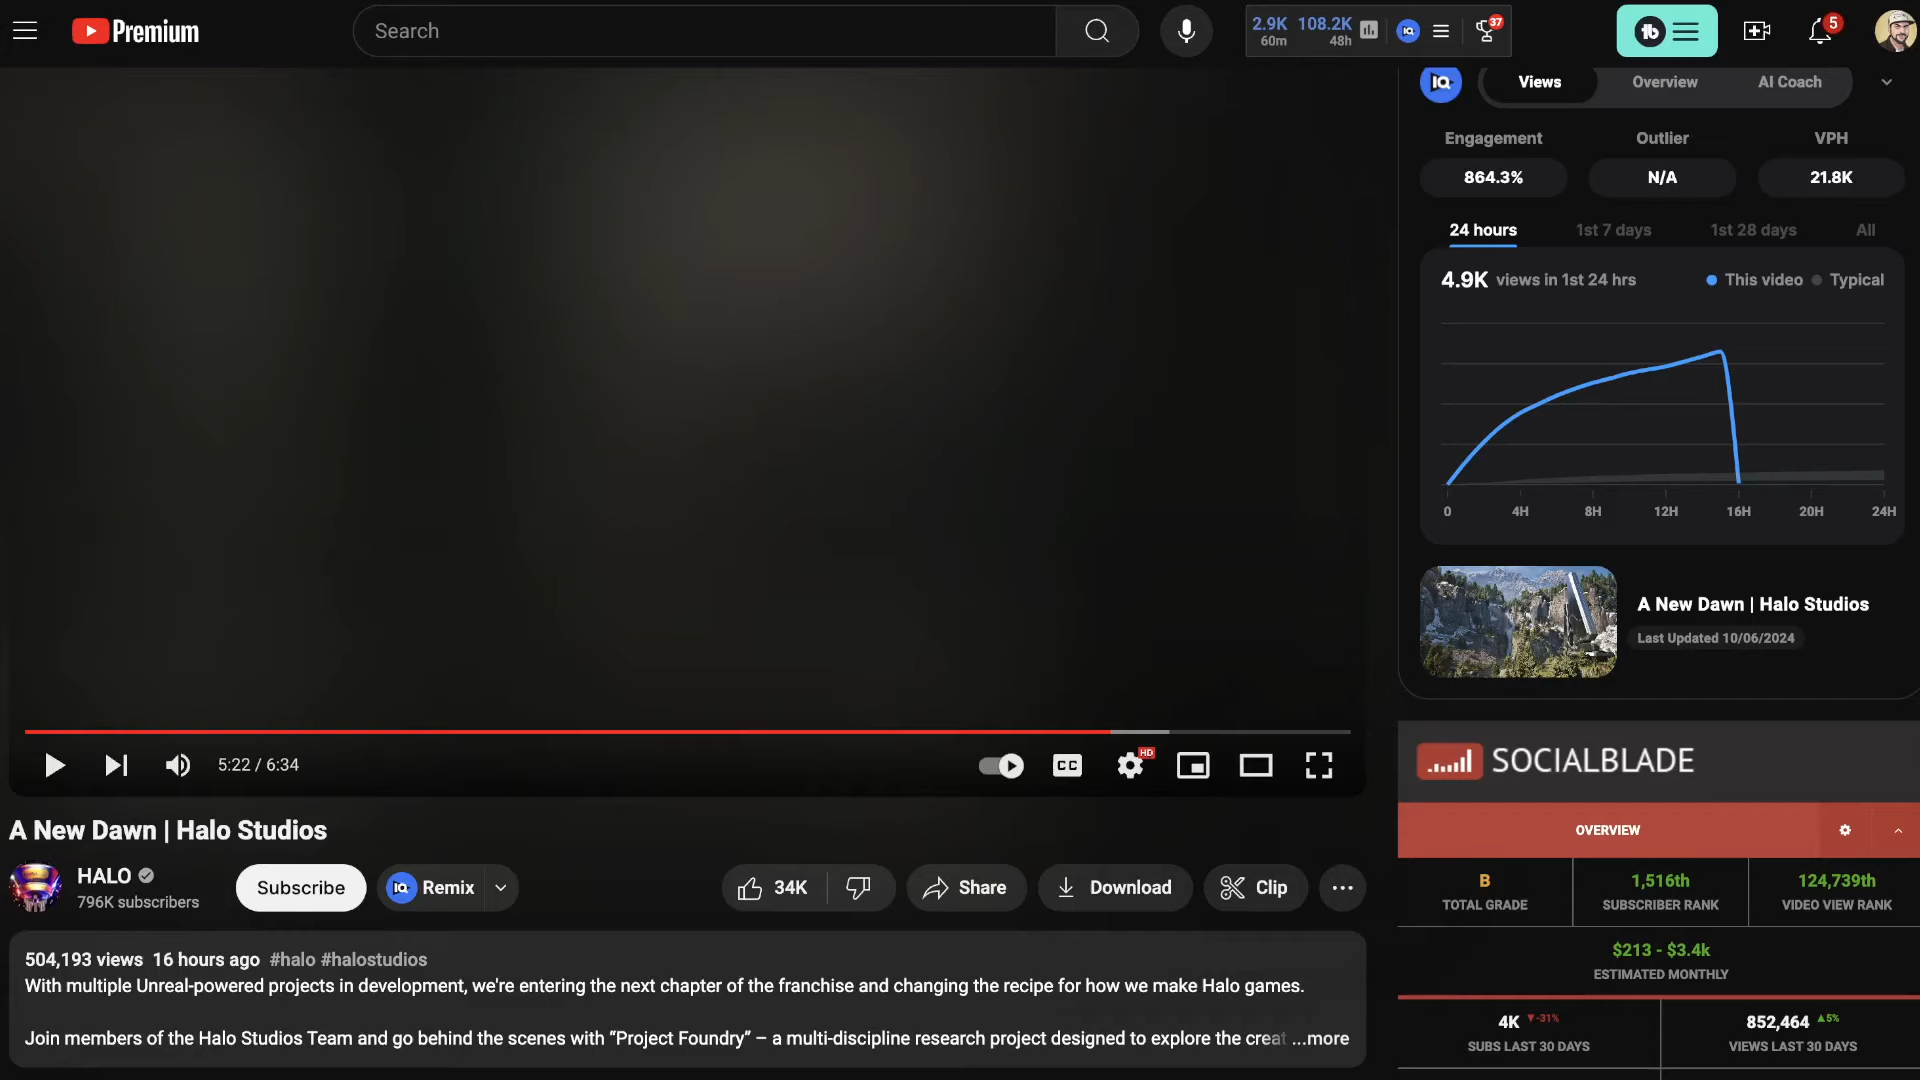 Premium
Search
2.9K 108.2K
60m 48h
37
5
IQ
Views Overview AI Coach
Engagement Outlier VPH
864.3% N/A 21.8K
24 hours 1st 7 days 1st 28 days All
4.9K views in 1st 24 hrs This video Typical
0 4H 8H 12H 16H 20H 24H
A New Dawn | Halo Studios
Last Updated 10/06/2024
5:22 / 6:34
CC
HD
SOCIALBLADE
OVERVIEW
A New Dawn | Halo Studios
HALO
796K subscribers
Subscribe
IQ Remix
34K
Share
Download
Clip
B 1,516th 124,739th
TOTAL GRADE SUBSCRIBER RANK VIDEO VIEW RANK
$213 - $3.4k
ESTIMATED MONTHLY
4K -31% 852,464 5%
SUBS LAST 30 DAYS VIEWS LAST 30 DAYS
504,193 views 16 hours ago #halo #halostudios
With multiple Unreal-powered projects in development, we're entering the next chapter of the franchise and changing the recipe for how we make Halo games.
Join members of the Halo Studios Team and go behind the scenes with “Project Foundry” – a multi-discipline research project designed to explore the creat ...more